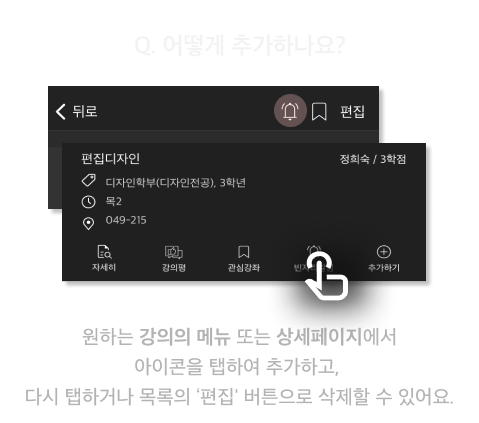 Q. 어떻게 추가하나요?
뒤로
편집
편집디자인
정희숙 / 3학점
디자인학부(디자인전공), 3학년
목2
049-215
자세히
강의평
관심강좌
추가하기
원하는 강의의 메뉴 또는 상세페이지에서
아이콘을 탭하여 추가하고,
다시 탭하거나 목록의 '편집' 버튼으로 삭제할 수 있어요.